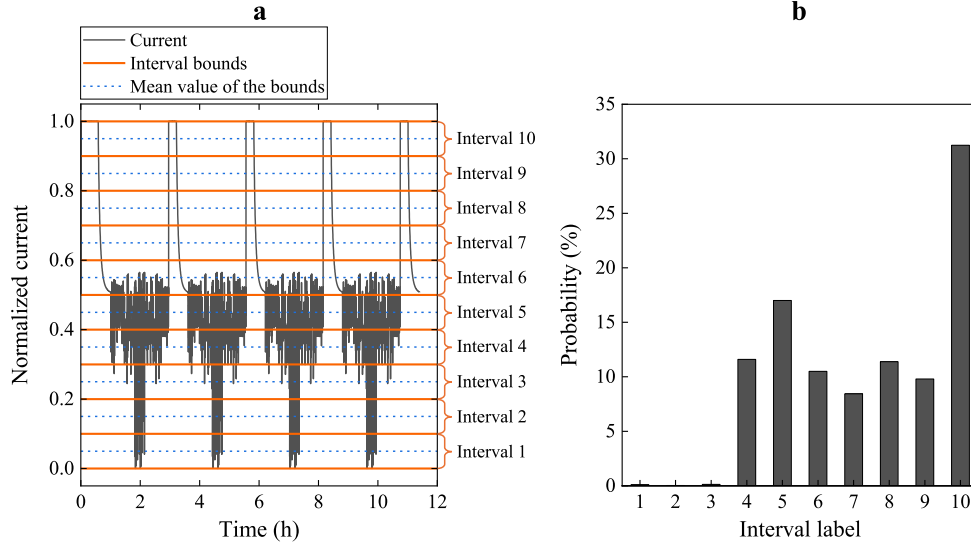 a
Current
Interval bounds
Mean value of the bounds
1.0
0.8
0.6
0.4
0.2
0.0
Normalized current
0 2 4 6 8 10 12
Time (h)
Interval 10
Interval 9
Interval 8
Interval 7
Interval 6
Interval 5
Interval 4
Interval 3
Interval 2
Interval 1
b
35
30
25
20
15
10
5
0
Probability (%)
1 2 3 4 5 6 7 8 9 10
Interval label